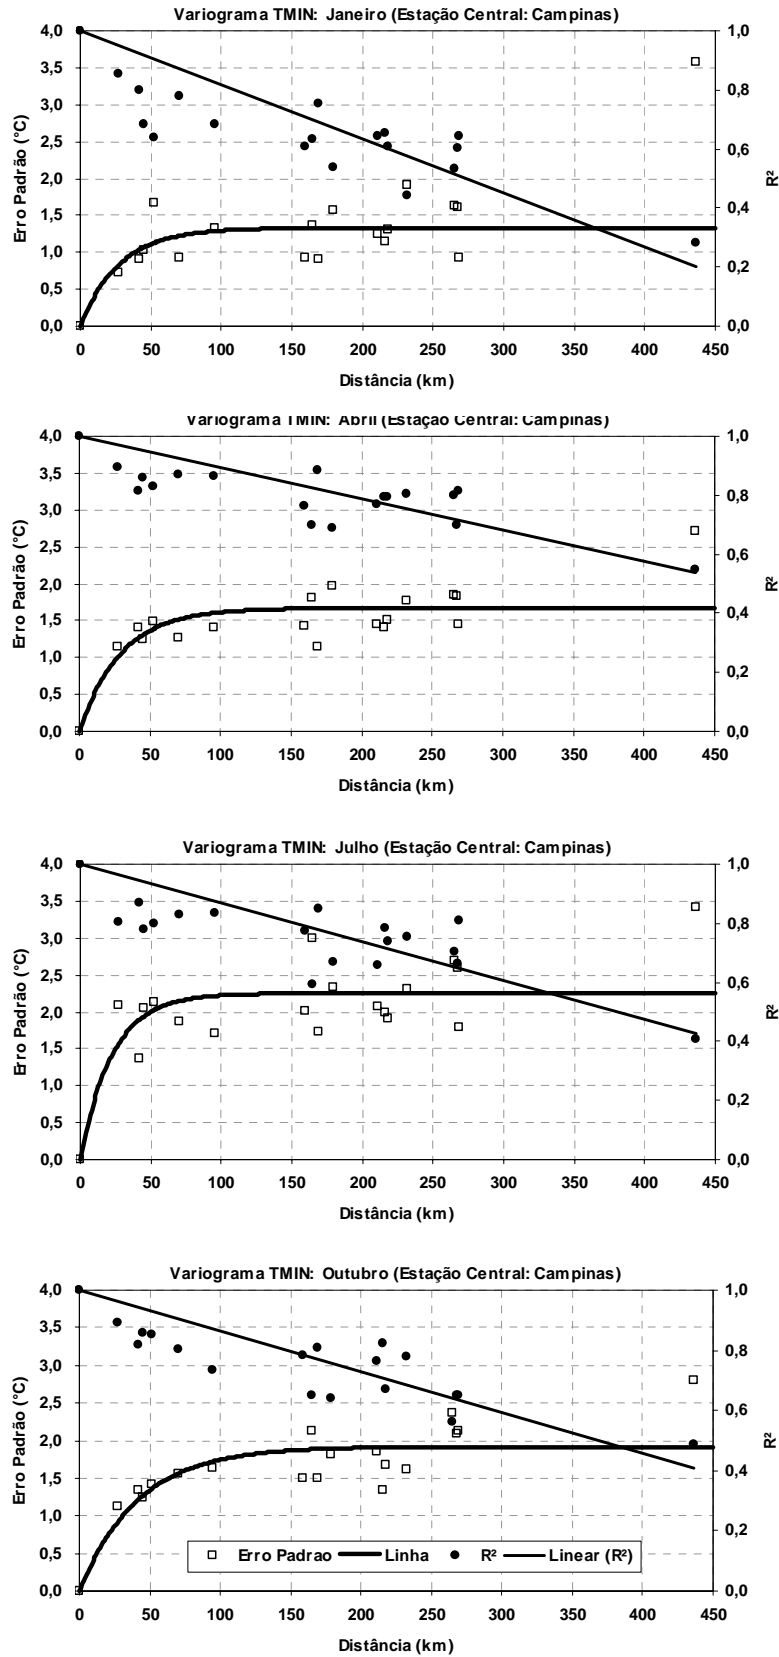 Variograma TMIN: Janeiro (Estação Central: Campinas)
4,0
3,5
3,0
2,5
2,0
1,5
1,0
0,5
0,0
Erro Padrão (°C)
1,0
0,8
0,6
0,4
0,2
0,0
R²
0 50 100 150 200 250 300 350 400 450
Distância (km)
Variograma TMIN: Abril (Estação Central: Campinas)
4,0
3,5
3,0
2,5
2,0
1,5
1,0
0,5
0,0
Erro Padrão (°C)
1,0
0,8
0,6
0,4
0,2
0,0
R²
0 50 100 150 200 250 300 350 400 450
Distância (km)
Variograma TMIN: Julho (Estação Central: Campinas)
4,0
3,5
3,0
2,5
2,0
1,5
1,0
0,5
0,0
Erro Padrão (°C)
1,0
0,8
0,6
0,4
0,2
0,0
R²
0 50 100 150 200 250 300 350 400 450
Distância (km)
Variograma TMIN: Outubro (Estação Central: Campinas)
4,0
3,5
3,0
2,5
2,0
1,5
1,0
0,5
0,0
Erro Padrão (°C)
1,0
0,8
0,6
0,4
0,2
0,0
R²
Erro Padrao Linha R² Linear (R²)
0 50 100 150 200 250 300 350 400 450
Distância (km)